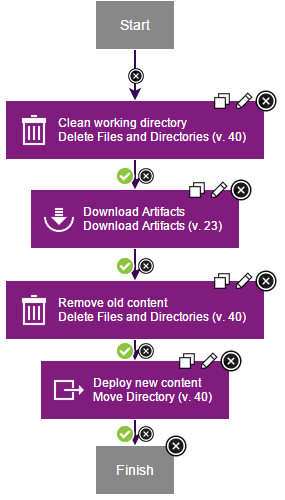 Start
Clean working directory
Delete Files and Directories (v. 40)
Download Artifacts
Download Artifacts (v. 23)
Remove old content
Delete Files and Directories (v. 40)
Deploy new content
Move Directory (v. 40)
Finish